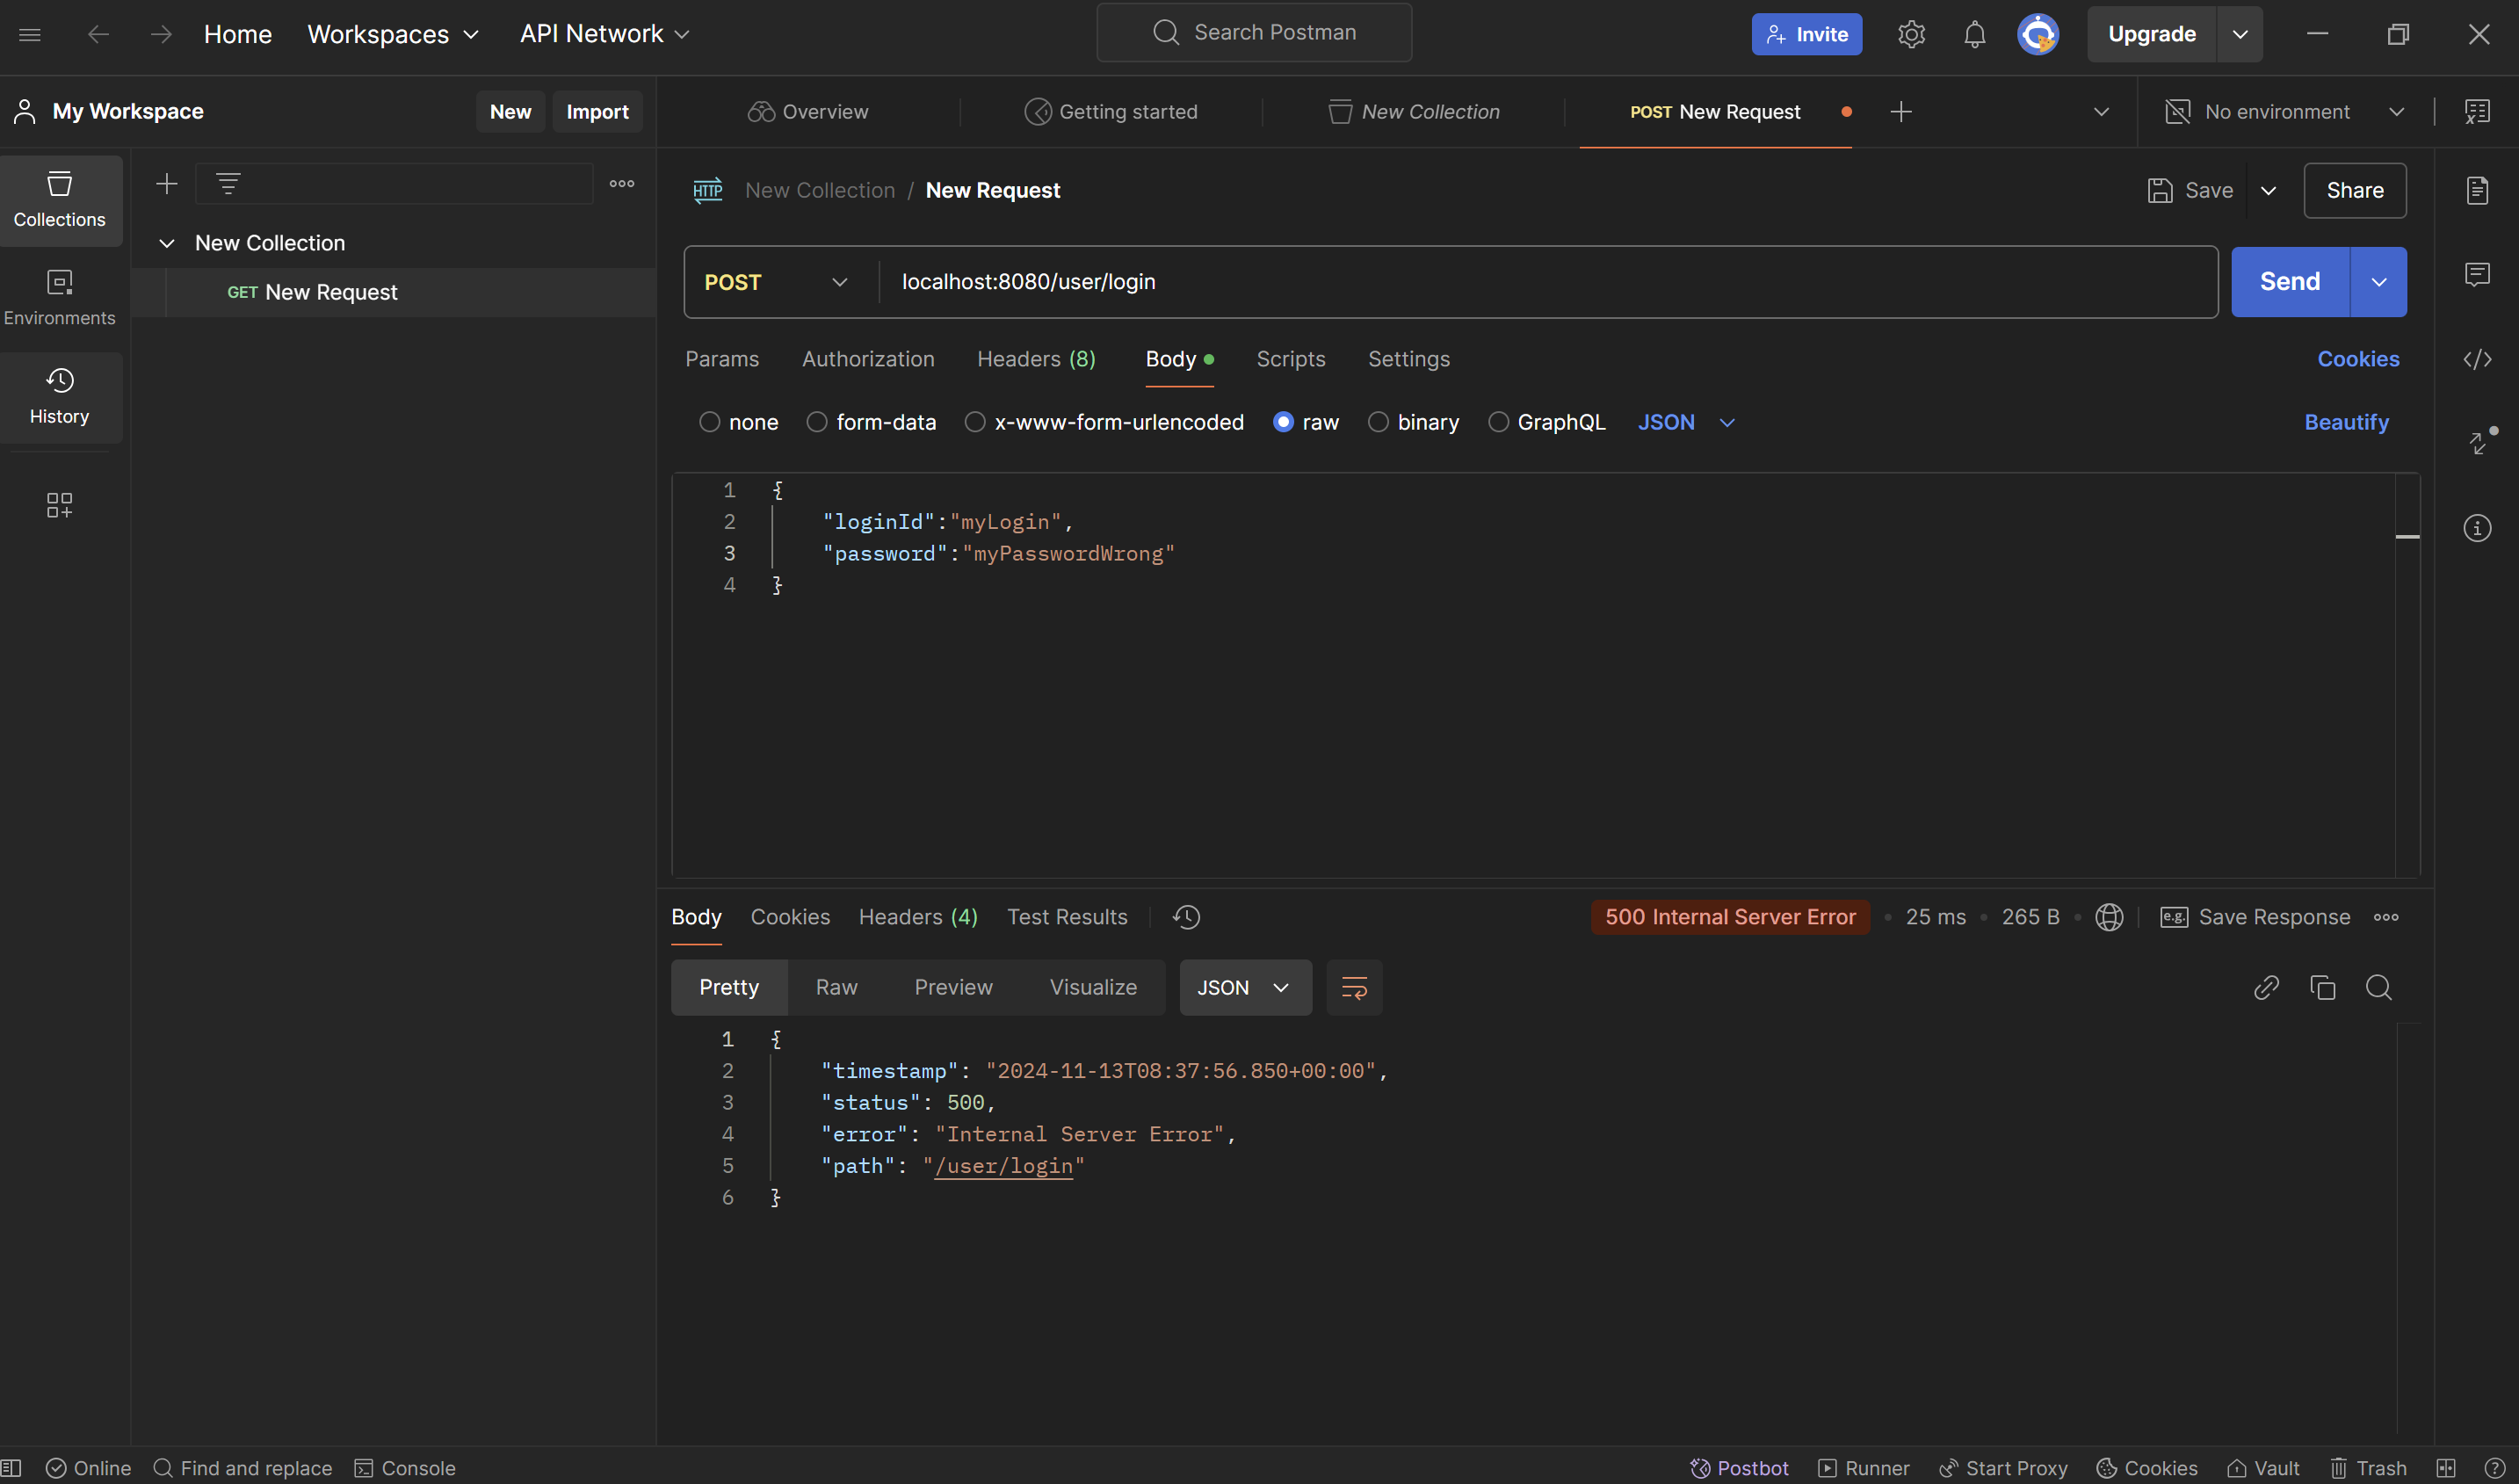 Home Workspaces API Network Search Postman Invite Upgrade
My Workspace New Import Overview Getting started New Collection POST New Request No environment
Collections
Environments
History
New Collection
GET New Request
HTTP New Collection / New Request Save Share
POST localhost:8080/user/login Send
Params Authorization Headers (8) Body Scripts Settings Cookies
none form-data x-www-form-urlencoded raw binary GraphQL JSON Beautify
1 {
2 "loginId":"myLogin",
3 "password":"myPasswordWrong"
4 }
Body Cookies Headers (4) Test Results 500 Internal Server Error 25 ms 265 B e.g. Save Response
Pretty Raw Preview Visualize JSON
1 {
2 "timestamp": "2024-11-13T08:37:56.850+00:00",
3 "status": 500,
4 "error": "Internal Server Error",
5 "path": "/user/login"
6 }
Online Find and replace Console Postbot Runner Start Proxy Cookies Vault Trash